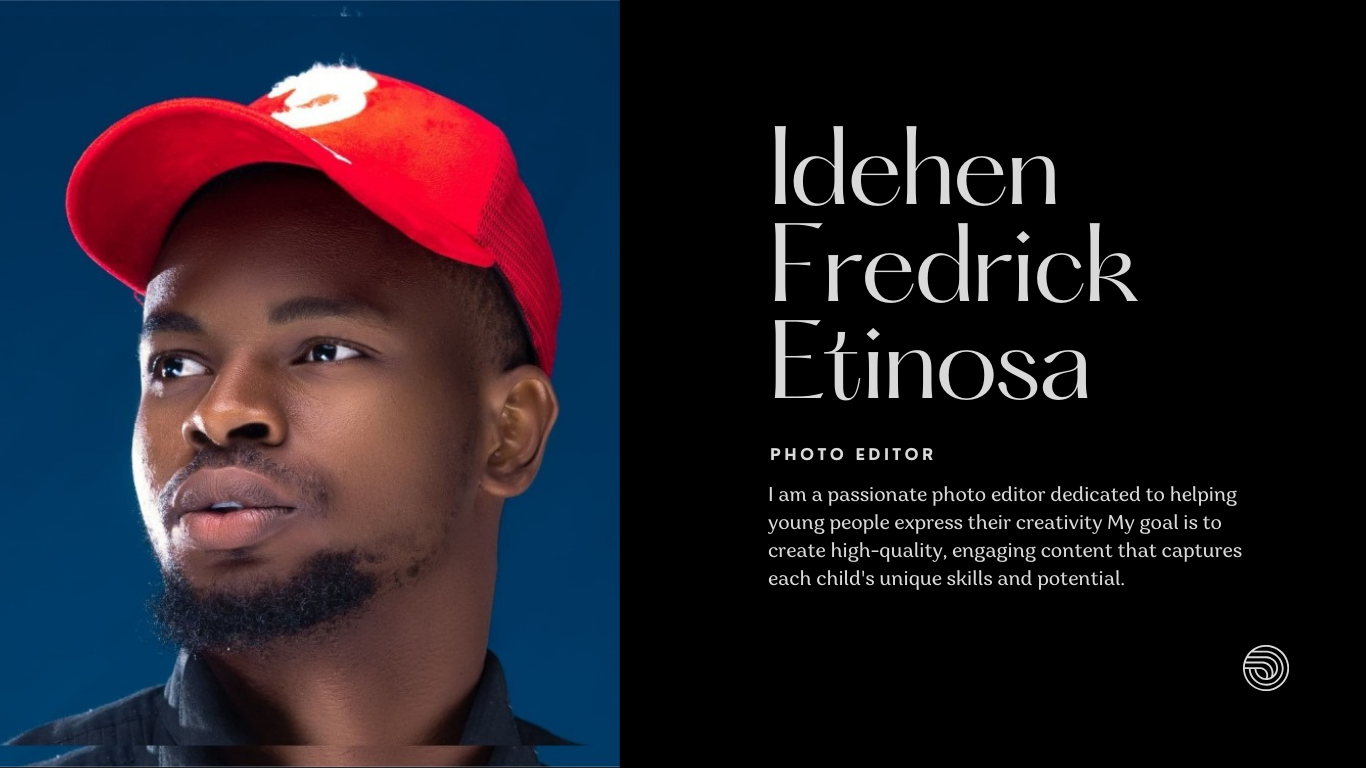 Idehen
Fredrick
Etinosa
PHOTO EDITOR
I am a passionate photo editor dedicated to helping
young people express their creativity My goal is to
create high-quality, engaging content that captures
each child's unique skills and potential.